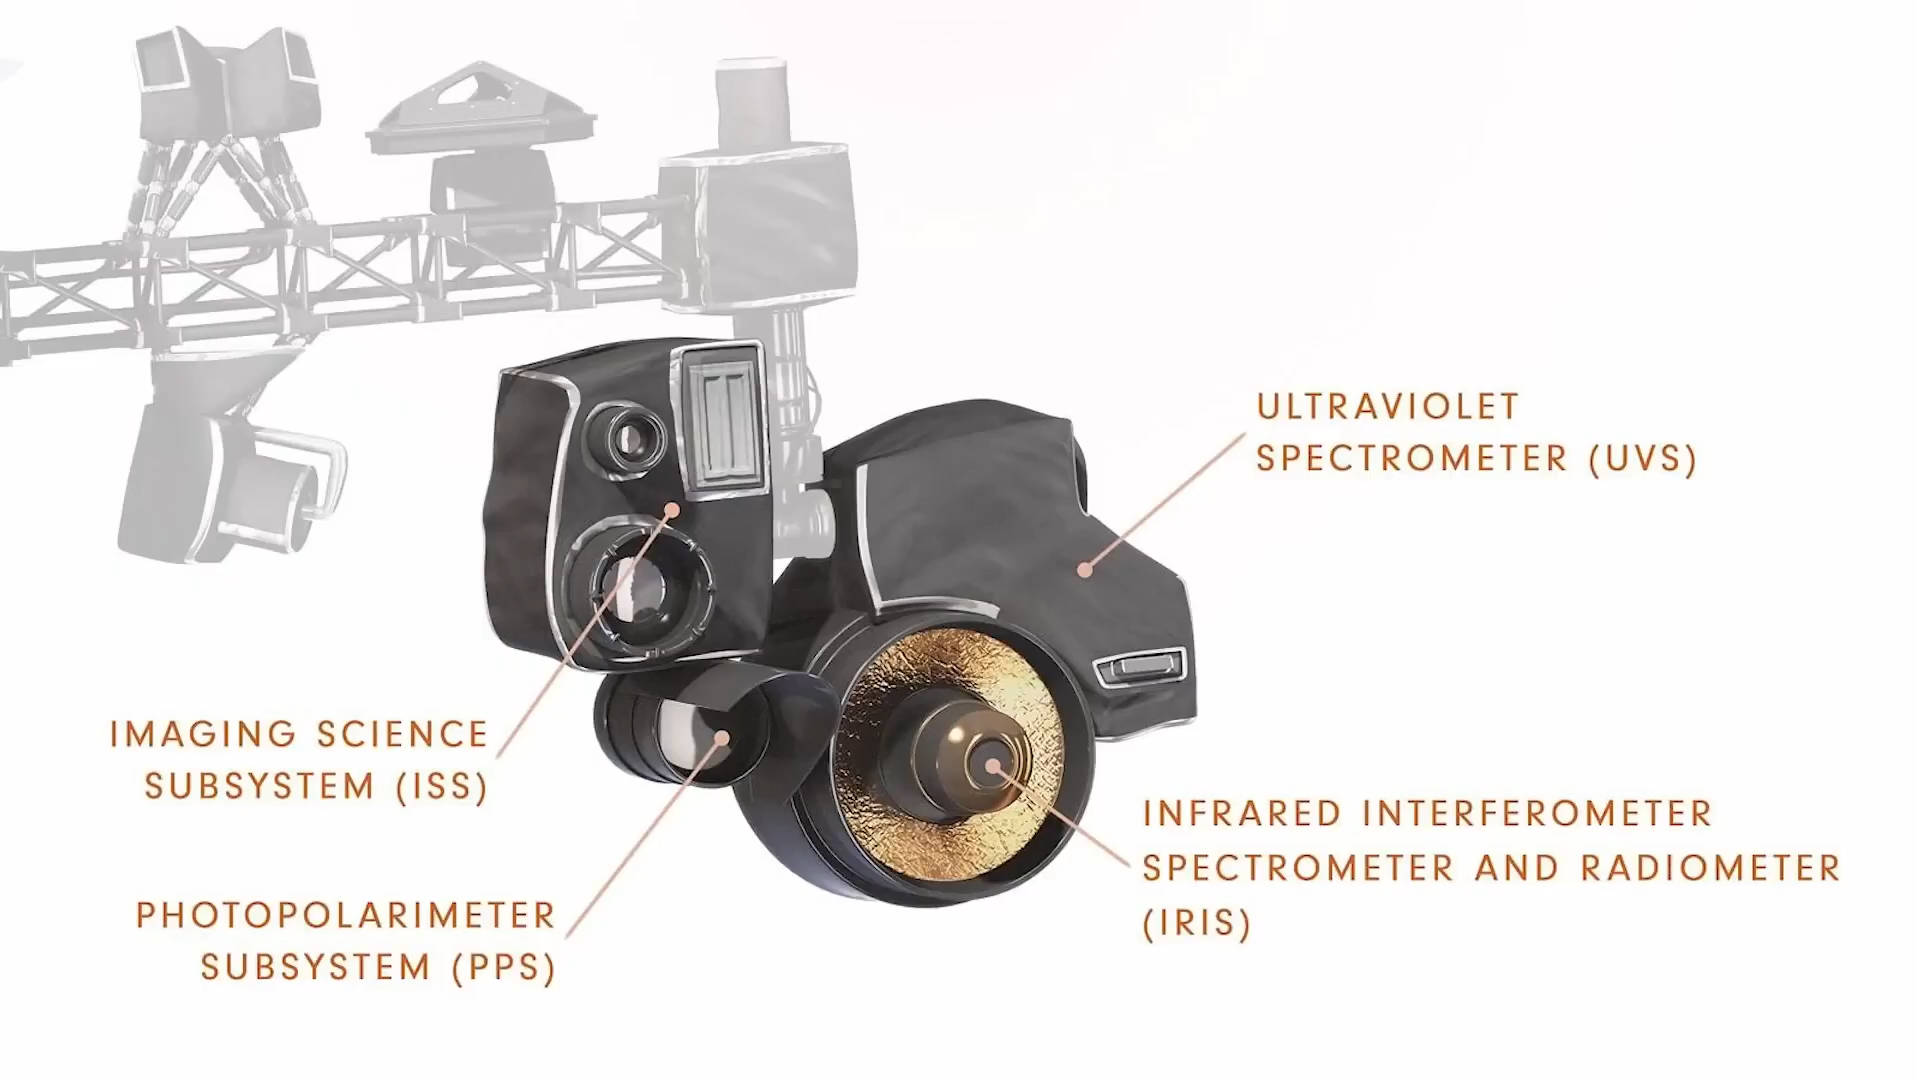 ULTRAVIOLET
SPECTROMETER (UVS)
IMAGING SCIENCE
SUBSYSTEM (ISS)
INFRARED INTERFEROMETER
SPECTROMETER AND RADIOMETER
(IRIS)
PHOTOPOLARIMETER
SUBSYSTEM (PPS)